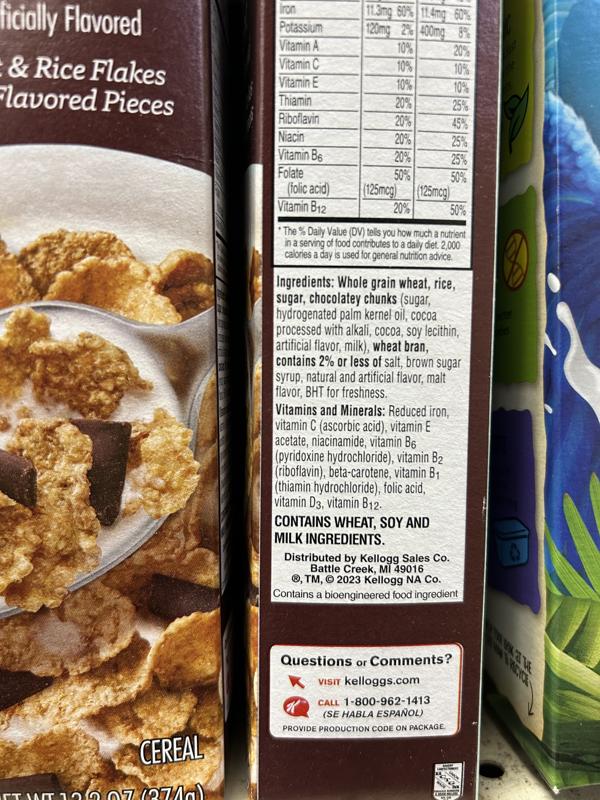 ficially Flavored
& Rice Flakes
Flavored Pieces
CEREAL
Iron 11.3mg 60% 11.4mg 60%
Potassium 120mg 2% 400mg 8%
Vitamin A 10% 20%
Vitamin C 10% 10%
Vitamin E 10% 10%
Thiamin 20% 25%
Riboflavin 20% 45%
Niacin 20% 25%
Vitamin B6 20% 25%
Folate 50% 50%
(folic acid) (125mcg) (125mcg)
Vitamin B12 20% 50%
* The % Daily Value (DV) tells you how much a nutrient
in a serving of food contributes to a daily diet. 2,000
calories a day is used for general nutrition advice.
Ingredients: Whole grain wheat, rice,
sugar, chocolatey chunks (sugar,
hydrogenated palm kernel oil, cocoa
processed with alkali, cocoa, soy lecithin,
artificial flavor, milk), wheat bran,
contains 2% or less of salt, brown sugar
syrup, natural and artificial flavor, malt
flavor, BHT for freshness.
Vitamins and Minerals: Reduced iron,
vitamin C (ascorbic acid), vitamin E
acetate, niacinamide, vitamin B6
(pyridoxine hydrochloride), vitamin B2
(riboflavin), beta-carotene, vitamin B1
(thiamin hydrochloride), folic acid,
vitamin D3, vitamin B12.
CONTAINS WHEAT, SOY AND
MILK INGREDIENTS.
Distributed by Kellogg Sales Co.
Battle Creek, MI 49016
®, TM, © 2023 Kellogg NA Co.
Contains a bioengineered food ingredient
Questions or Comments?
VISIT kelloggs.com
CALL 1-800-962-1413
(SE HABLA ESPAÑOL)
PROVIDE PRODUCTION CODE ON PACKAGE.